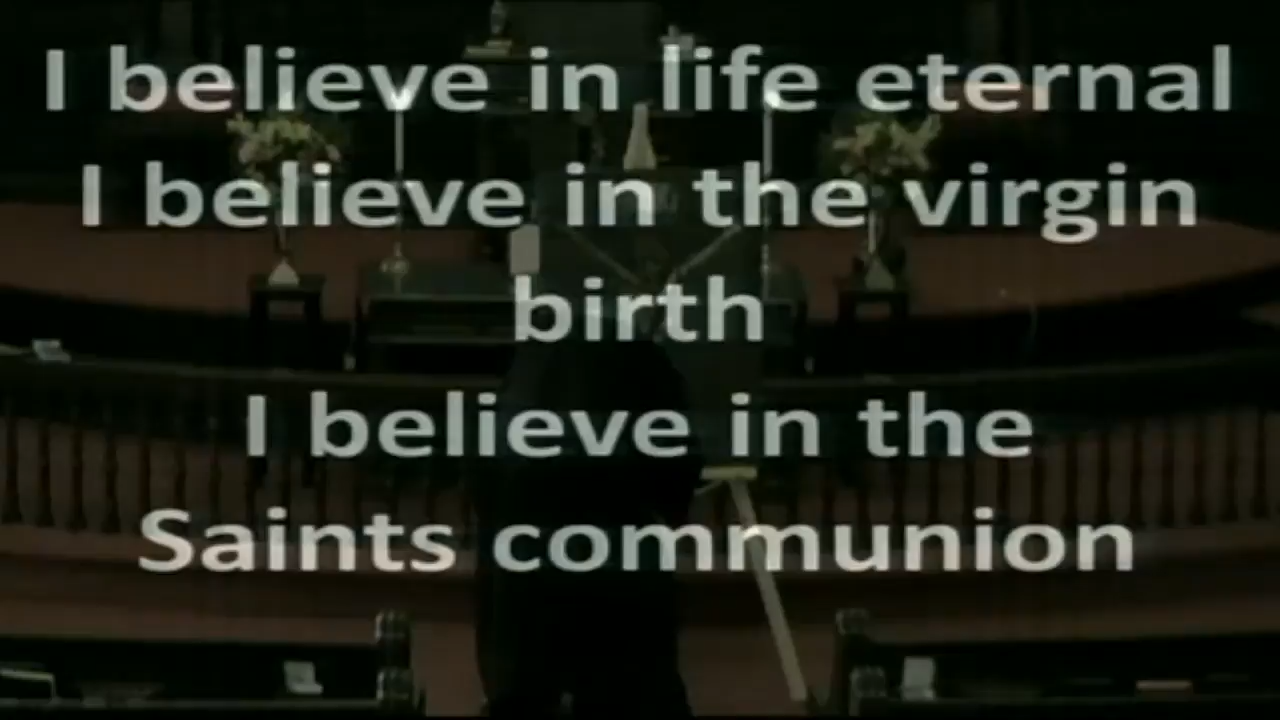 I believe in life eternal
I believe in the virgin
birth
I believe in the
Saints communion